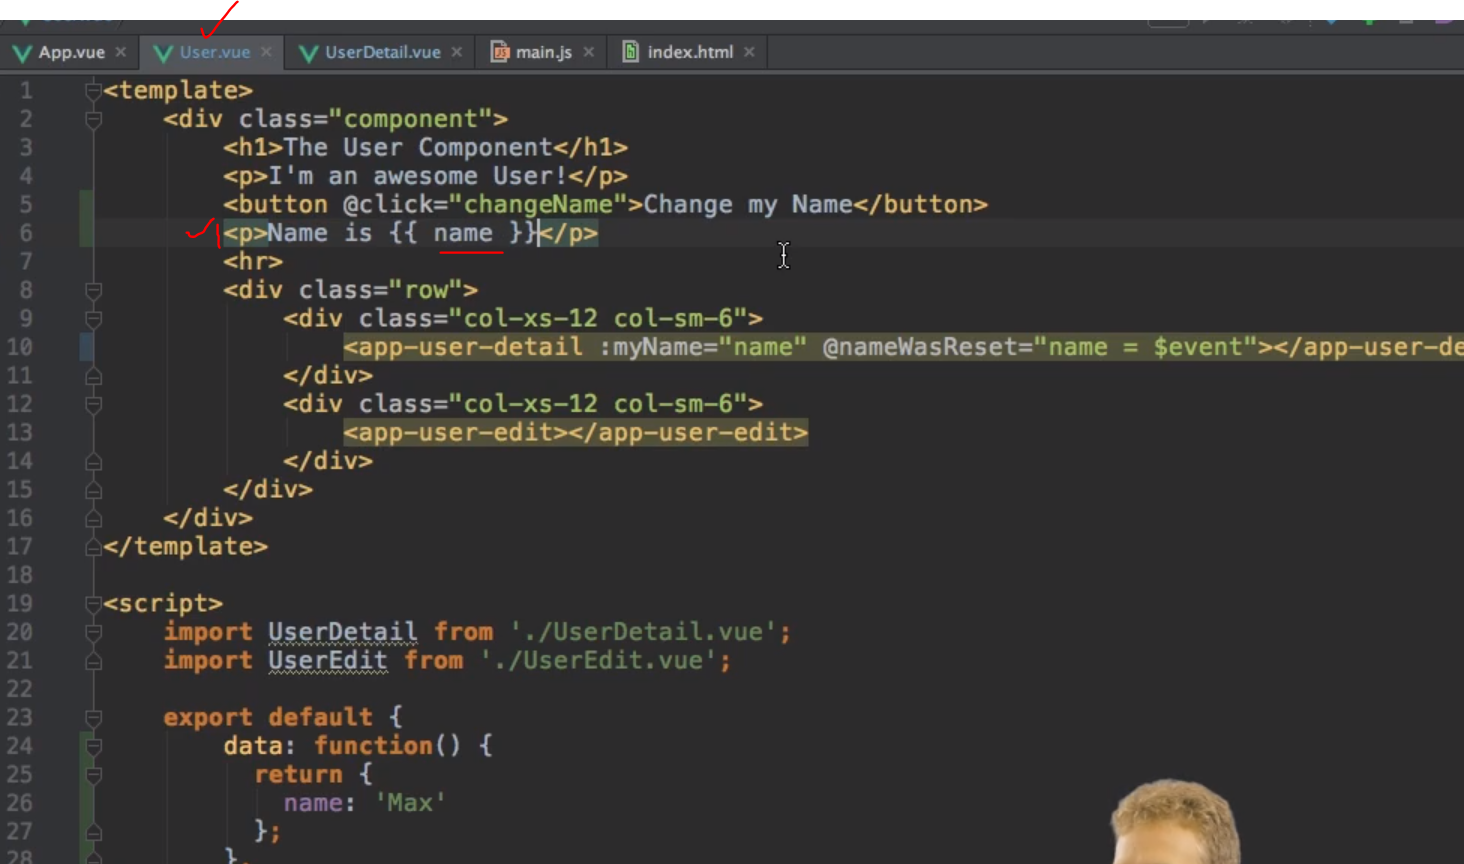 App.vue × User.vue × UserDetail.vue × main.js × index.html ×
1 <template>
2 <div class="component">
3 <h1>The User Component</h1>
4 <p>I'm an awesome User!</p>
5 <button @click="changeName">Change my Name</button>
6 <p>Name is {{ name }}</p>
7 <hr>
8 <div class="row">
9 <div class="col-xs-12 col-sm-6">
10 <app-user-detail :myName="name" @nameWasReset="name = $event"></app-user-de
11 </div>
12 <div class="col-xs-12 col-sm-6">
13 <app-user-edit></app-user-edit>
14 </div>
15 </div>
16 </div>
17 </template>
18
19 <script>
20 import UserDetail from './UserDetail.vue';
21 import UserEdit from './UserEdit.vue';
22
23 export default {
24 data: function() {
25 return {
26 name: 'Max'
27 };
28 },